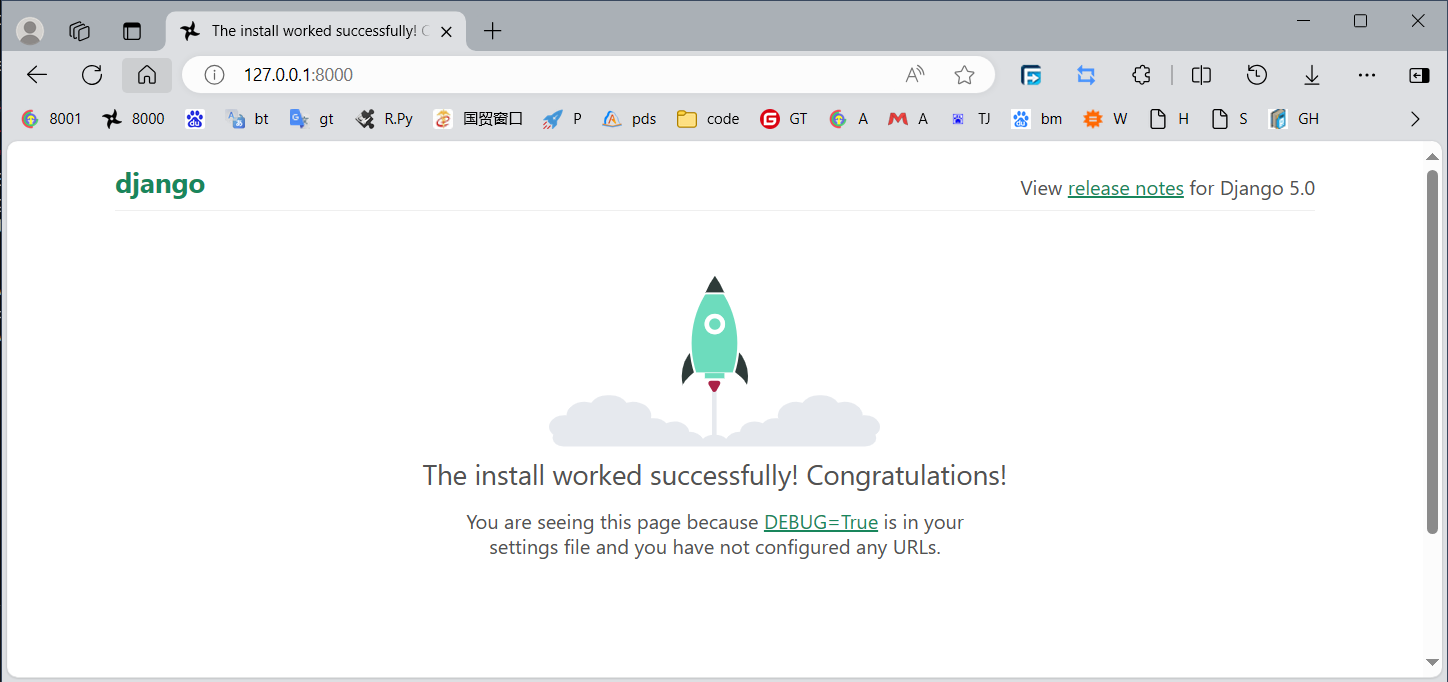 The install worked successfully! C
127.0.0.1:8000
8001 8000 bt gt R.Py 国贸窗口 P pds code GT A A TJ bm W H S GH
django
View release notes for Django 5.0
The install worked successfully! Congratulations!
You are seeing this page because DEBUG=True is in your
settings file and you have not configured any URLs.